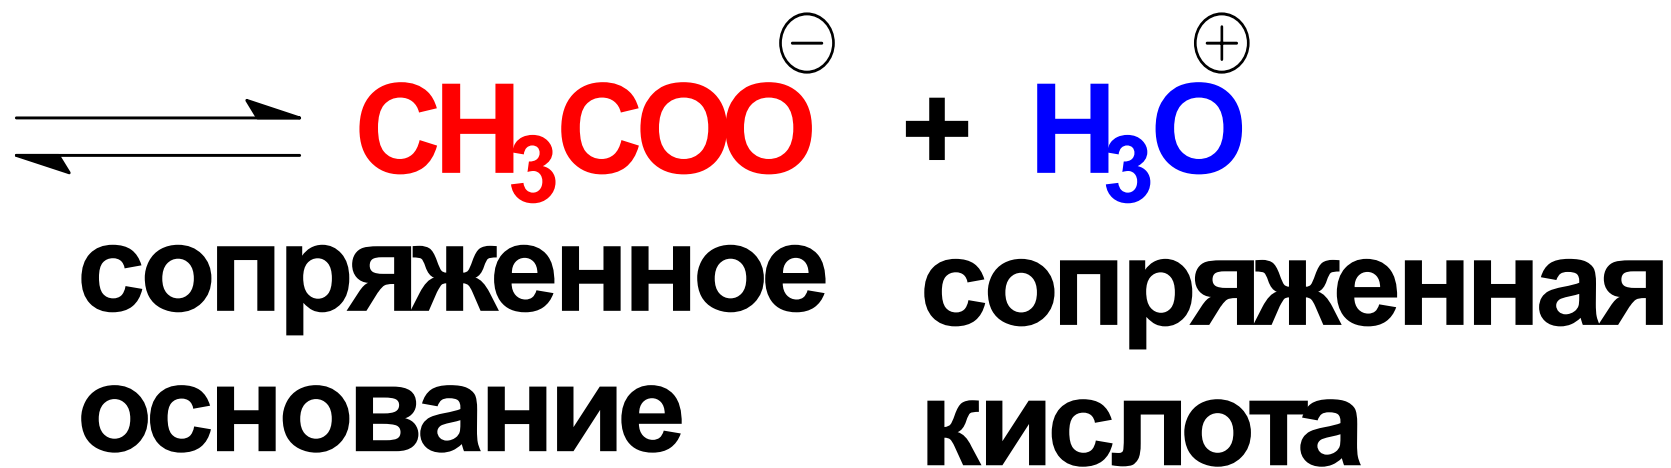 ⇌ CH₃COO⊖ + H₃O⊕
сопряженное сопряженная
основание кислота